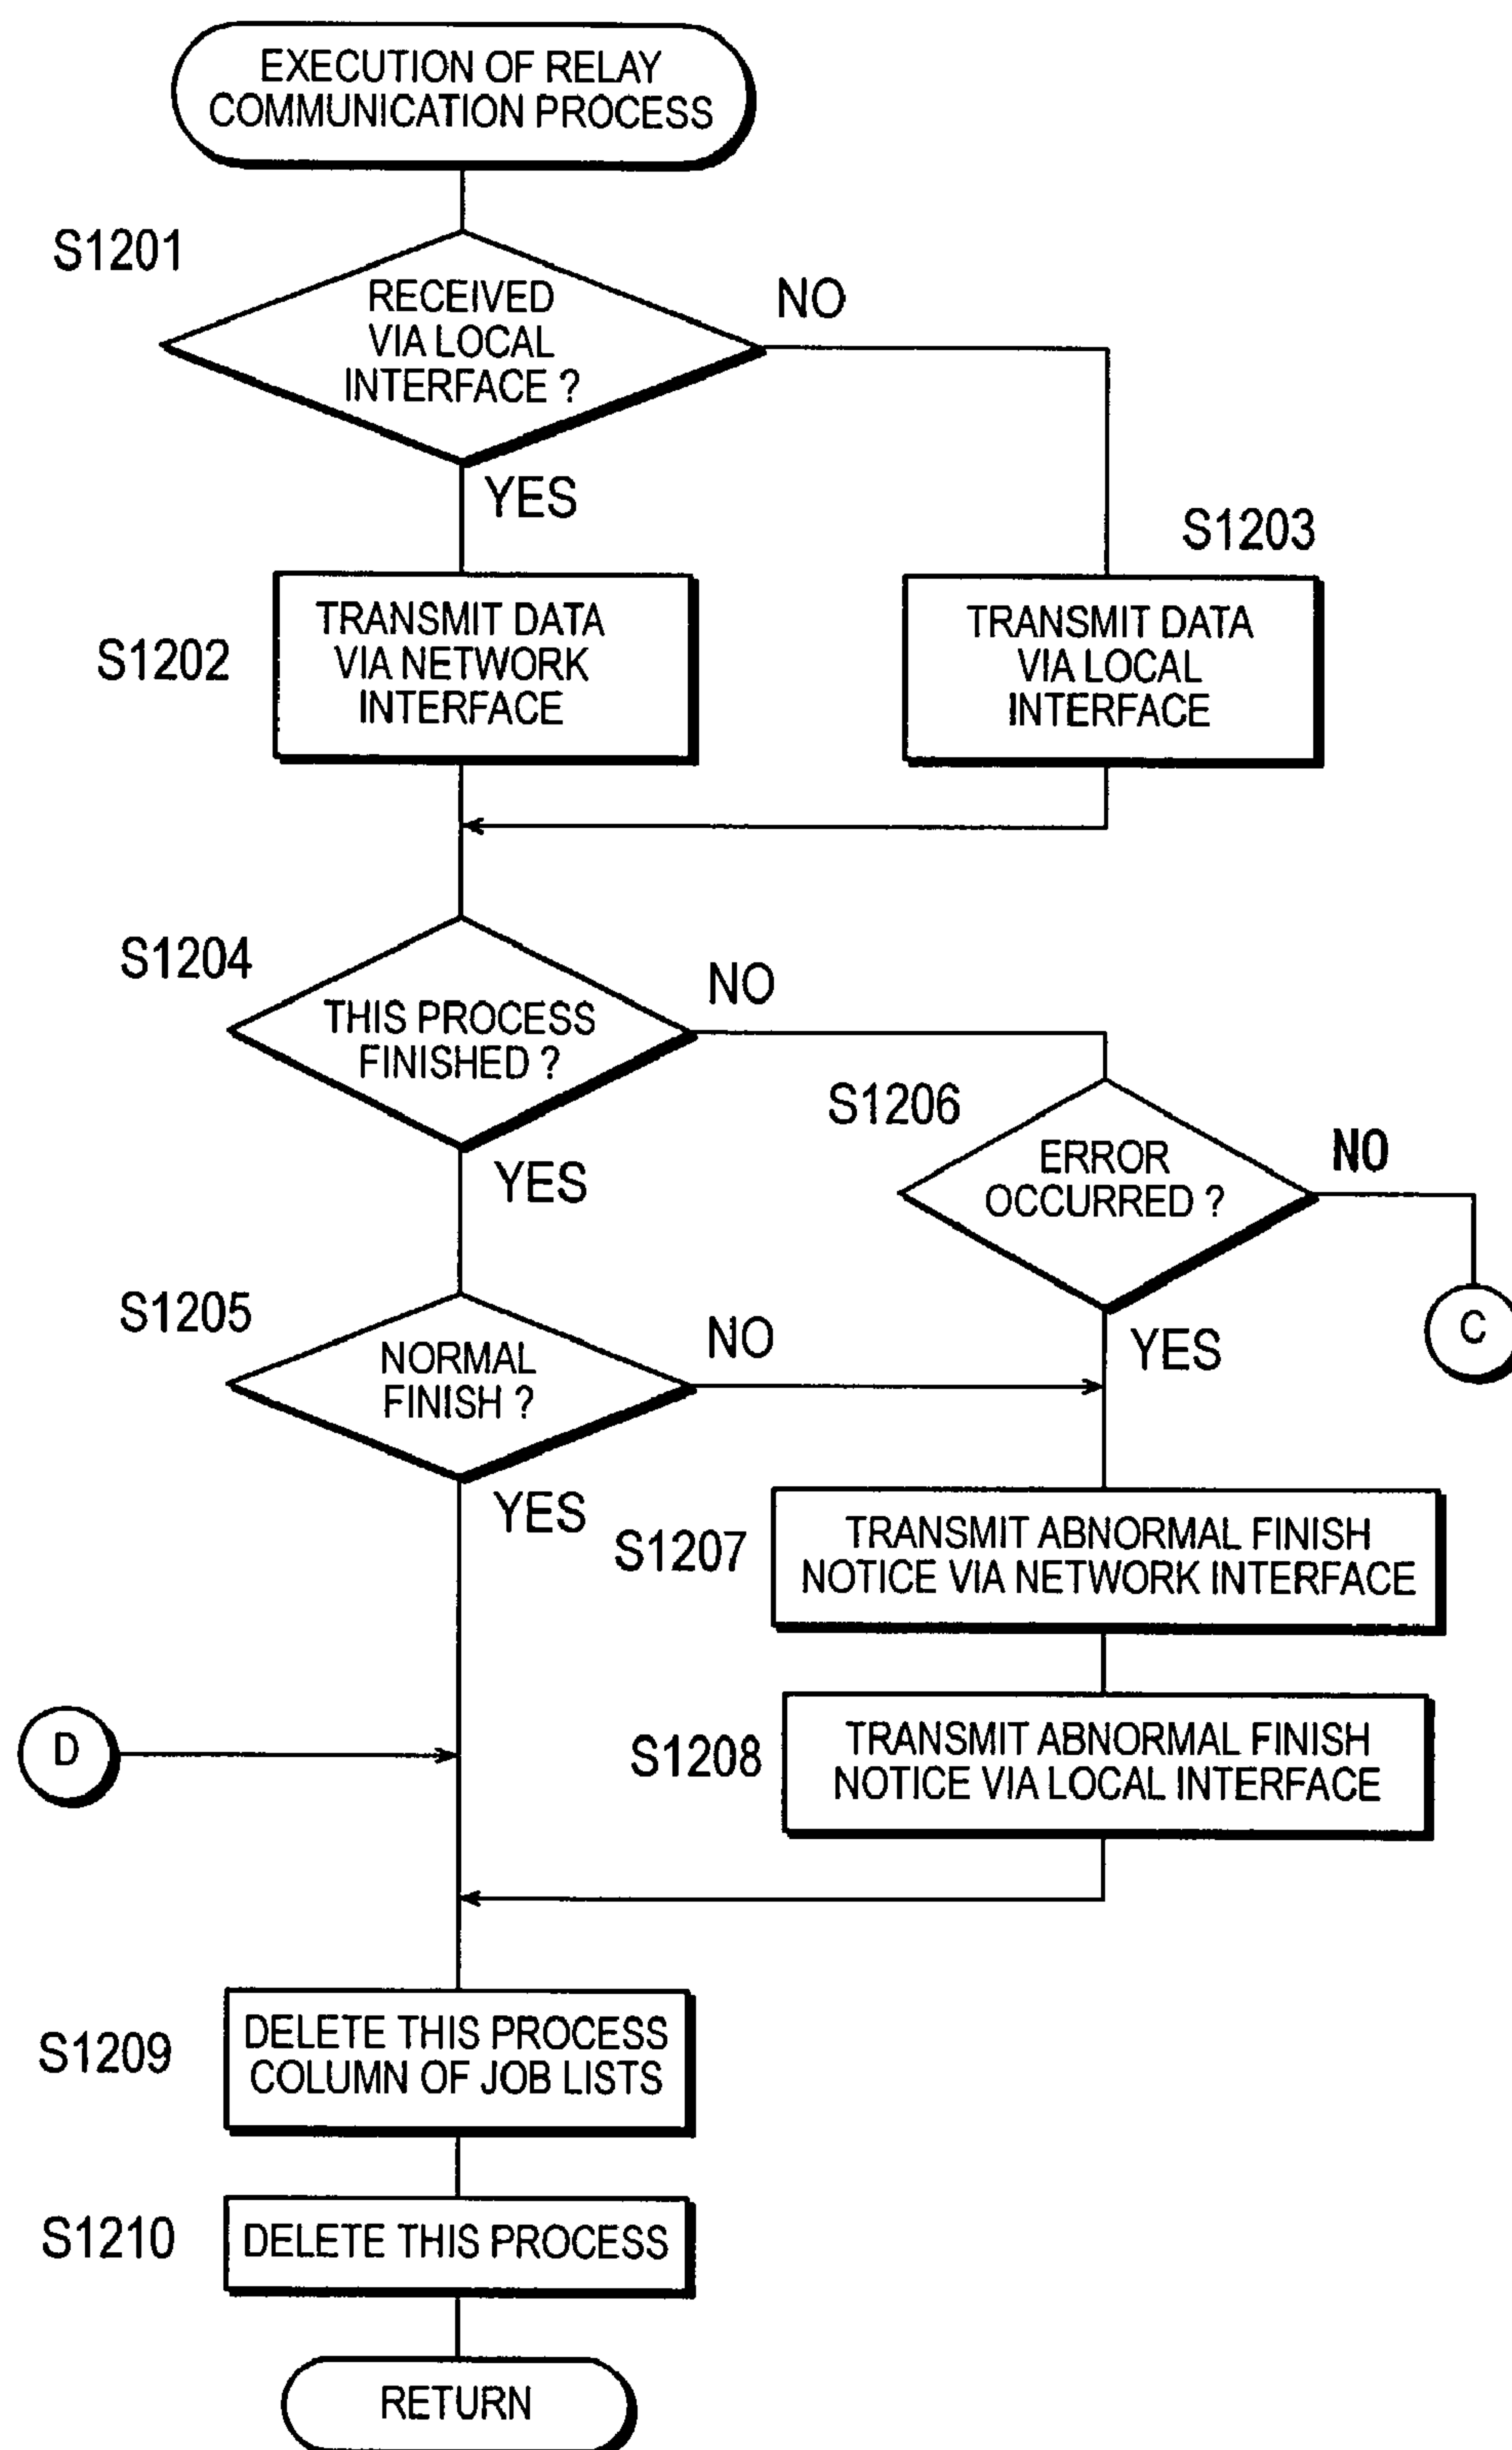 EXECUTION OF RELAY
COMMUNICATION PROCESS
S1201
RECEIVED
VIA LOCAL
INTERFACE ?
NO
YES
S1203
S1202
TRANSMIT DATA
VIA NETWORK
INTERFACE
TRANSMIT DATA
VIA LOCAL
INTERFACE
S1204
THIS PROCESS
FINISHED ?
NO
YES
S1206
ERROR
OCCURRED ?
NO
C
YES
S1205
NORMAL
FINISH ?
NO
YES
S1207
TRANSMIT ABNORMAL FINISH
NOTICE VIA NETWORK INTERFACE
D
S1208
TRANSMIT ABNORMAL FINISH
NOTICE VIA LOCAL INTERFACE
S1209
DELETE THIS PROCESS
COLUMN OF JOB LISTS
S1210
DELETE THIS PROCESS
RETURN